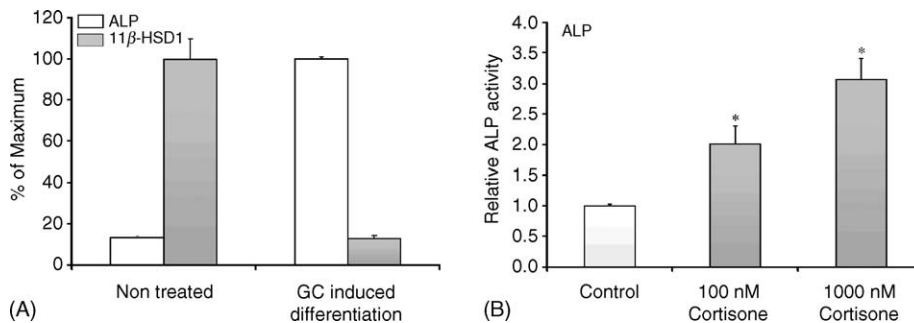 120
100
80
60
40
20
0
% of Maximum
ALP
11β-HSD1
Non treated
GC induced
differentiation
(A)
4.0
3.5
3.0
2.5
2.0
1.5
1.0
0.5
0.0
Relative ALP activity
ALP
*
*
Control
100 nM
Cortisone
1000 nM
Cortisone
(B)